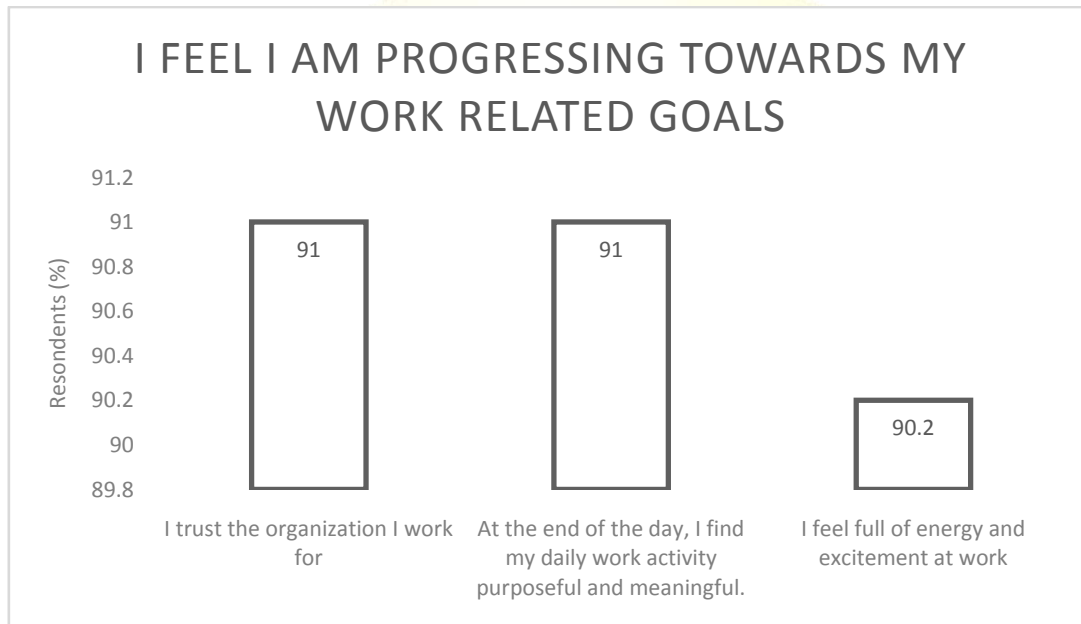 I FEEL I AM PROGRESSING TOWARDS MY
WORK RELATED GOALS
Resondents (%)
91.2
91
90.8
90.6
90.4
90.2
90
89.8
91
91
90.2
I trust the organization I work
for
At the end of the day, I find
my daily work activity
purposeful and meaningful.
I feel full of energy and
excitement at work